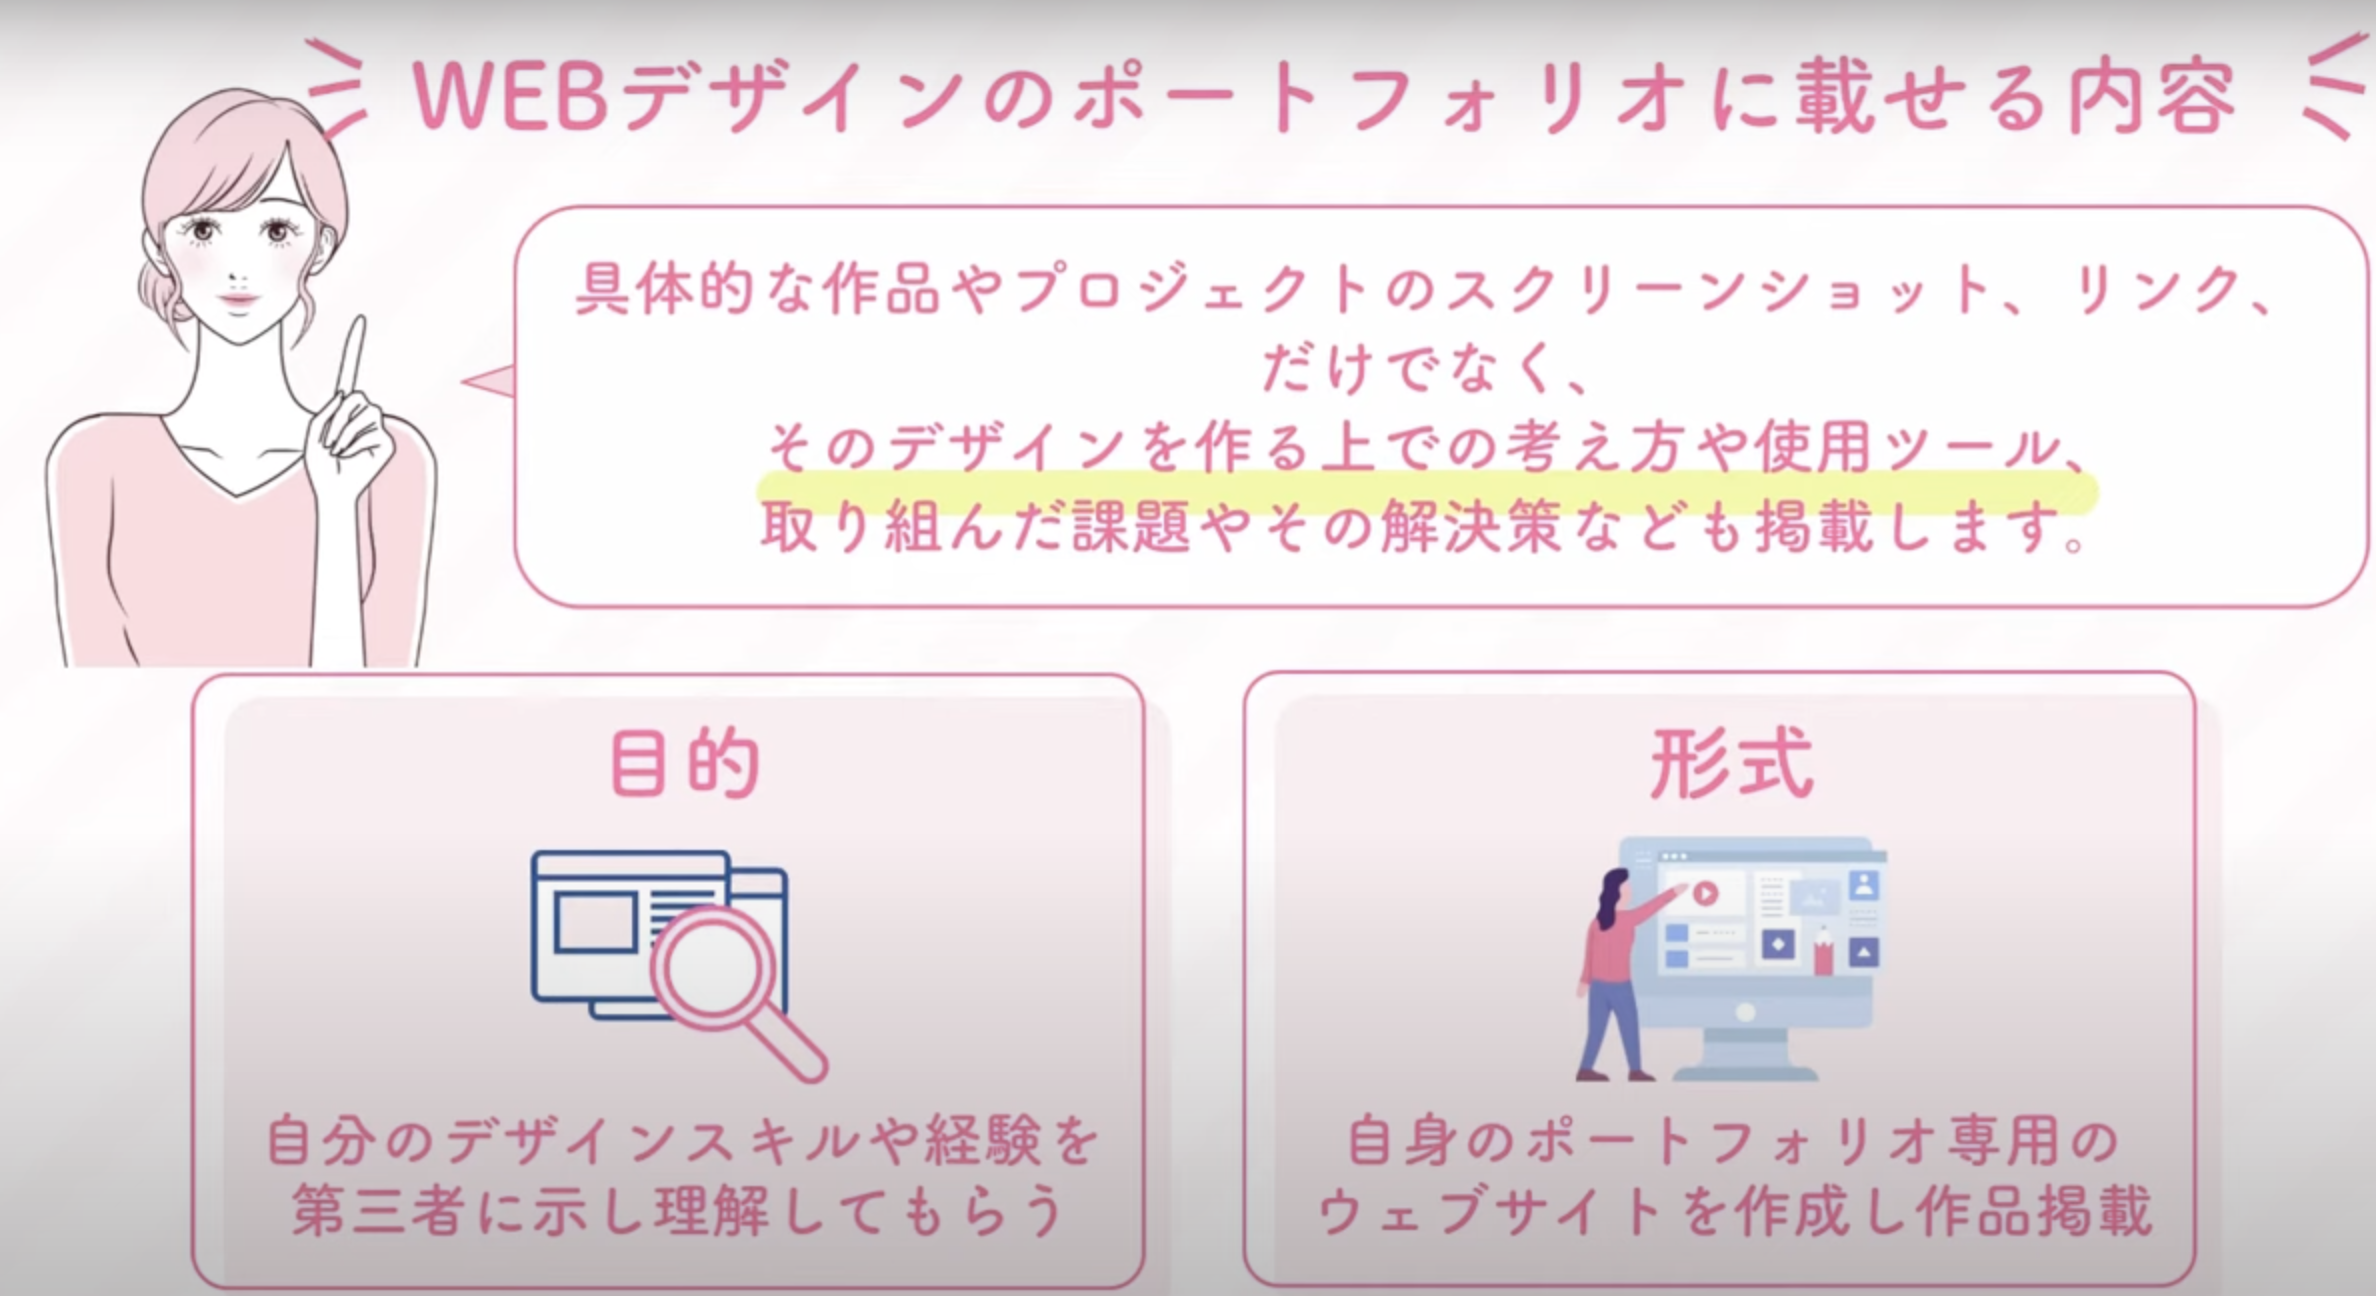 WEBデザインのポートフォリオに載せる内容
具体的な作品やプロジェクトのスクリーンショット、リンク、
だけでなく、
そのデザインを作る上での考え方や使用ツール、
取り組んだ課題やその解決策なども掲載します。
目的
自分のデザインスキルや経験を
第三者に示し理解してもらう
形式
自身のポートフォリオ専用の
ウェブサイトを作成し作品掲載